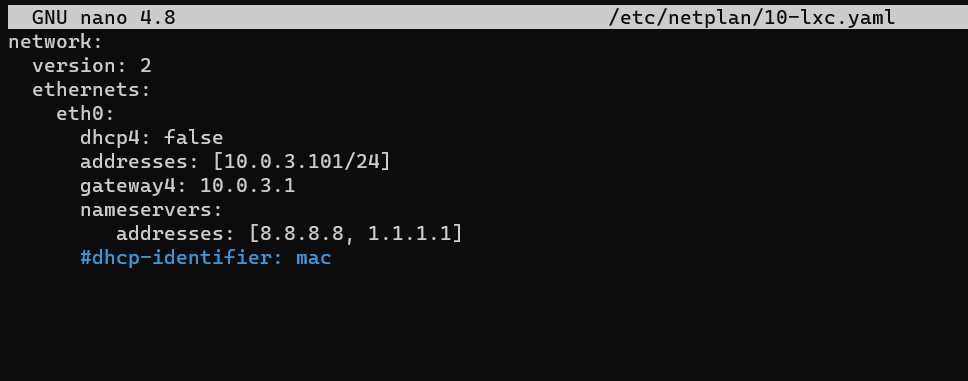 GNU nano 4.8 /etc/netplan/10-lxc.yaml
network:
  version: 2
  ethernets:
    eth0:
      dhcp4: false
      addresses: [10.0.3.101/24]
      gateway4: 10.0.3.1
      nameservers:
         addresses: [8.8.8.8, 1.1.1.1]
      #dhcp-identifier: mac